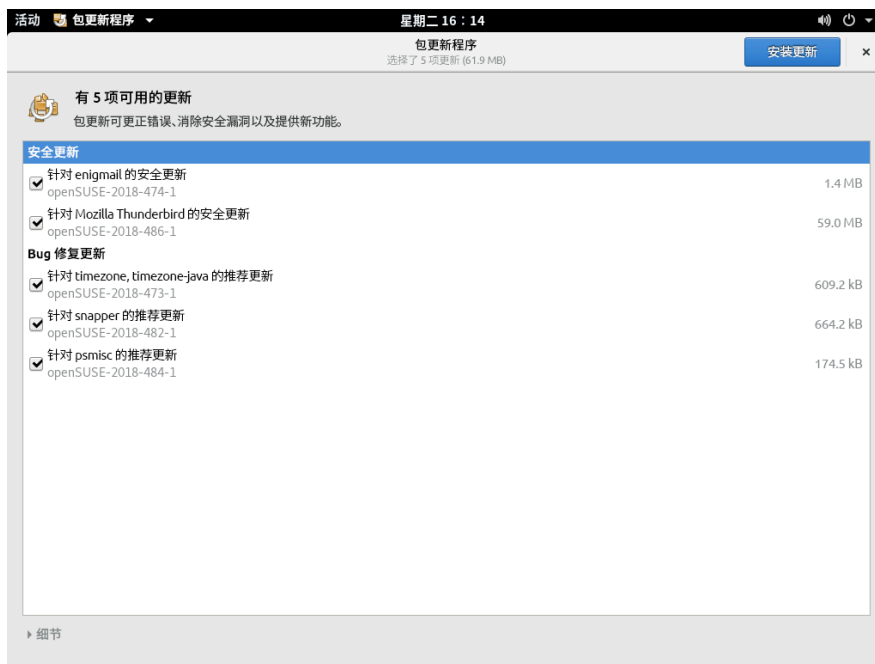 活动 包更新程序
星期二 16：14
包更新程序
选择了 5 项更新 (61.9 MB)
安装更新
×
有 5 项可用的更新
包更新可更正错误、消除安全漏洞以及提供新功能。
安全更新
针对 enigmail 的安全更新
openSUSE-2018-474-1
1.4 MB
针对 Mozilla Thunderbird 的安全更新
openSUSE-2018-486-1
59.0 MB
Bug 修复更新
针对 timezone, timezone-java 的推荐更新
openSUSE-2018-473-1
609.2 kB
针对 snapper 的推荐更新
openSUSE-2018-482-1
664.2 kB
针对 psmisc 的推荐更新
openSUSE-2018-484-1
174.5 kB
细节